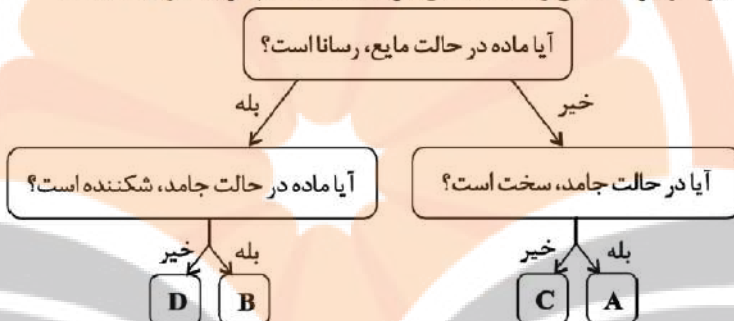 آیا ماده در حالت مایع، رسانا است؟
خیر
بله
آیا در حالت جامد، سخت است؟
آیا ماده در حالت جامد، شکننده است؟
بله
خیر
بله
خیر
A
C
B
D